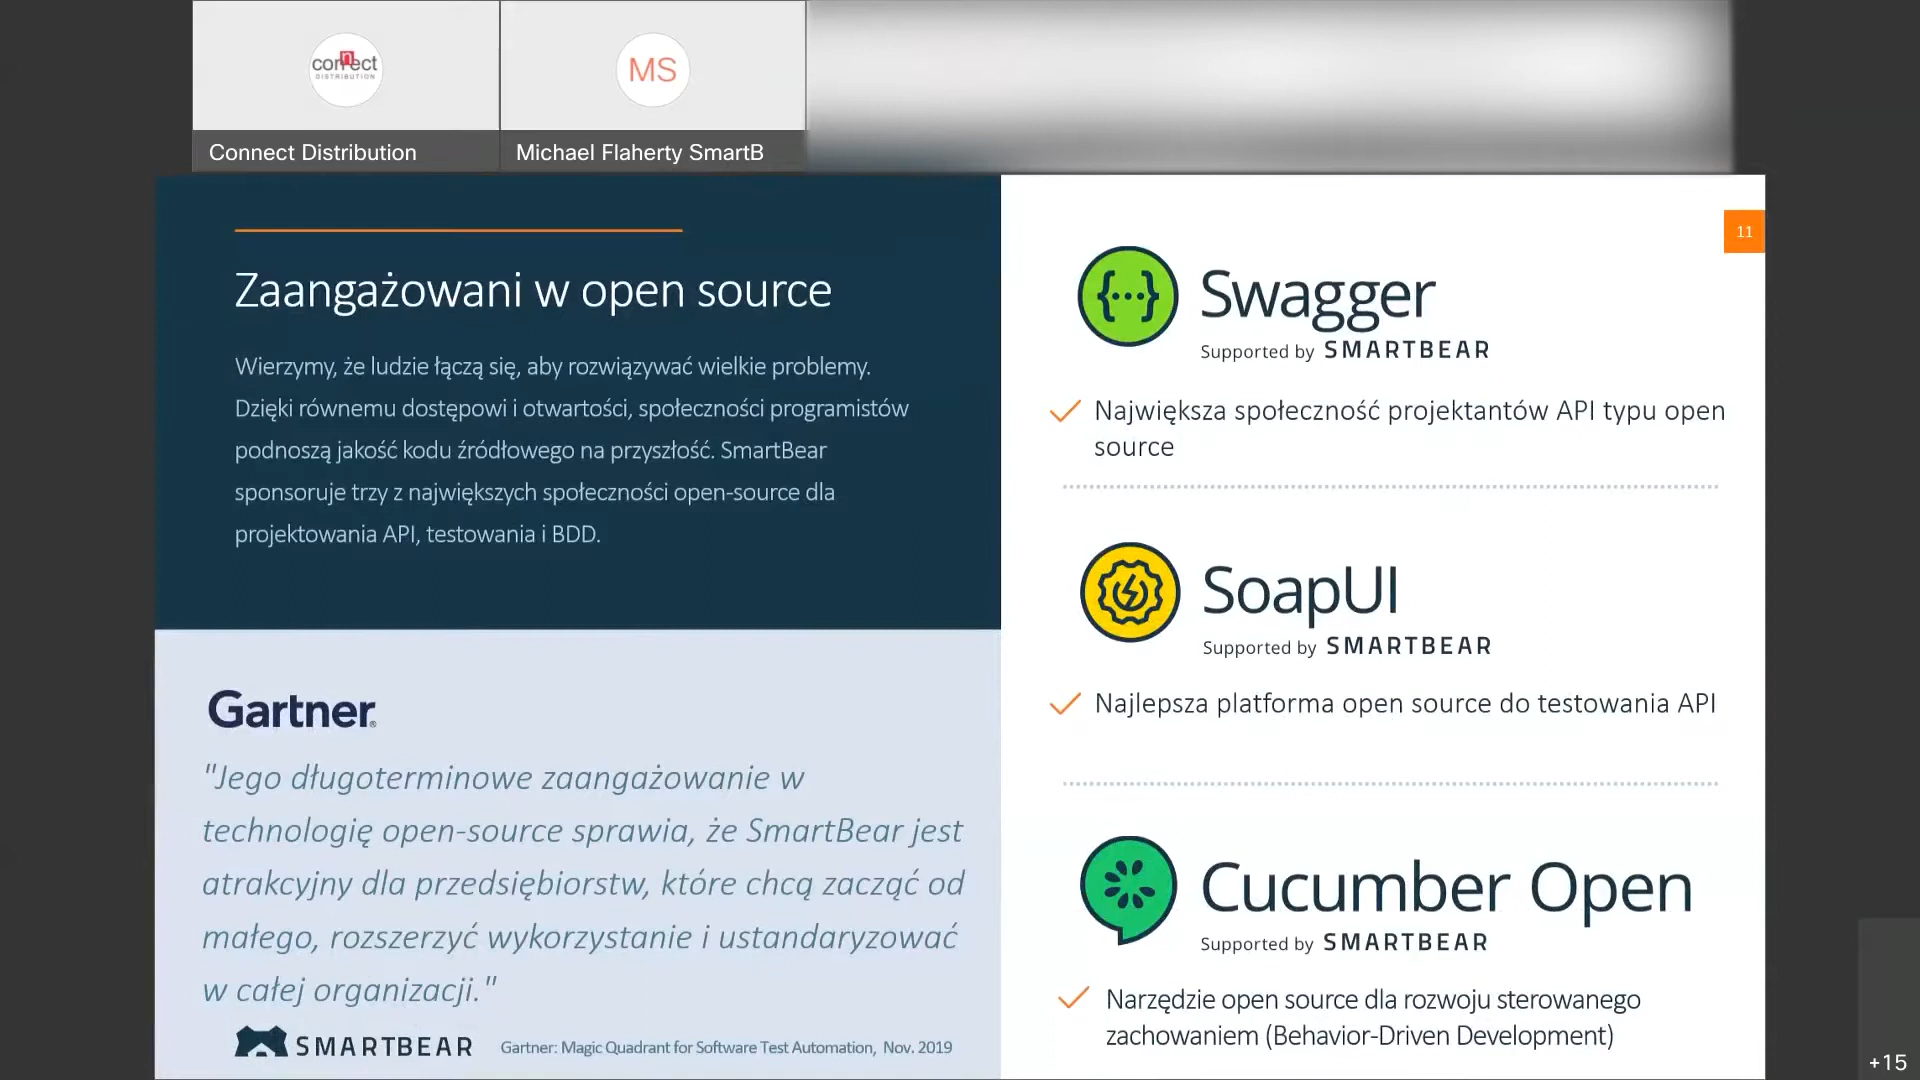 connect
DISTRIBUTION
MS
Connect Distribution
Michael Flaherty SmartB
Zaangażowani w open source
Wierzymy, że ludzie łączą się, aby rozwiązywać wielkie problemy.
Dzięki równemu dostępowi i otwartości, społeczności programistów
podnoszą jakość kodu źródłowego na przyszłość. SmartBear
sponsoruje trzy z największych społeczności open-source dla
projektowania API, testowania i BDD.
Gartner®
"Jego długoterminowe zaangażowanie w
technologię open-source sprawia, że SmartBear jest
atrakcyjny dla przedsiębiorstw, które chcą zacząć od
małego, rozszerzyć wykorzystanie i ustandaryzować
w całej organizacji."
SMARTBEAR
Gartner: Magic Quadrant for Software Test Automation, Nov. 2019
11
{...}
Swagger
Supported by SMARTBEAR
Największa społeczność projektantów API typu open
source
SoapUI
Supported by SMARTBEAR
Najlepsza platforma open source do testowania API
Cucumber Open
Supported by SMARTBEAR
Narzędzie open source dla rozwoju sterowanego
zachowaniem (Behavior-Driven Development)
+15